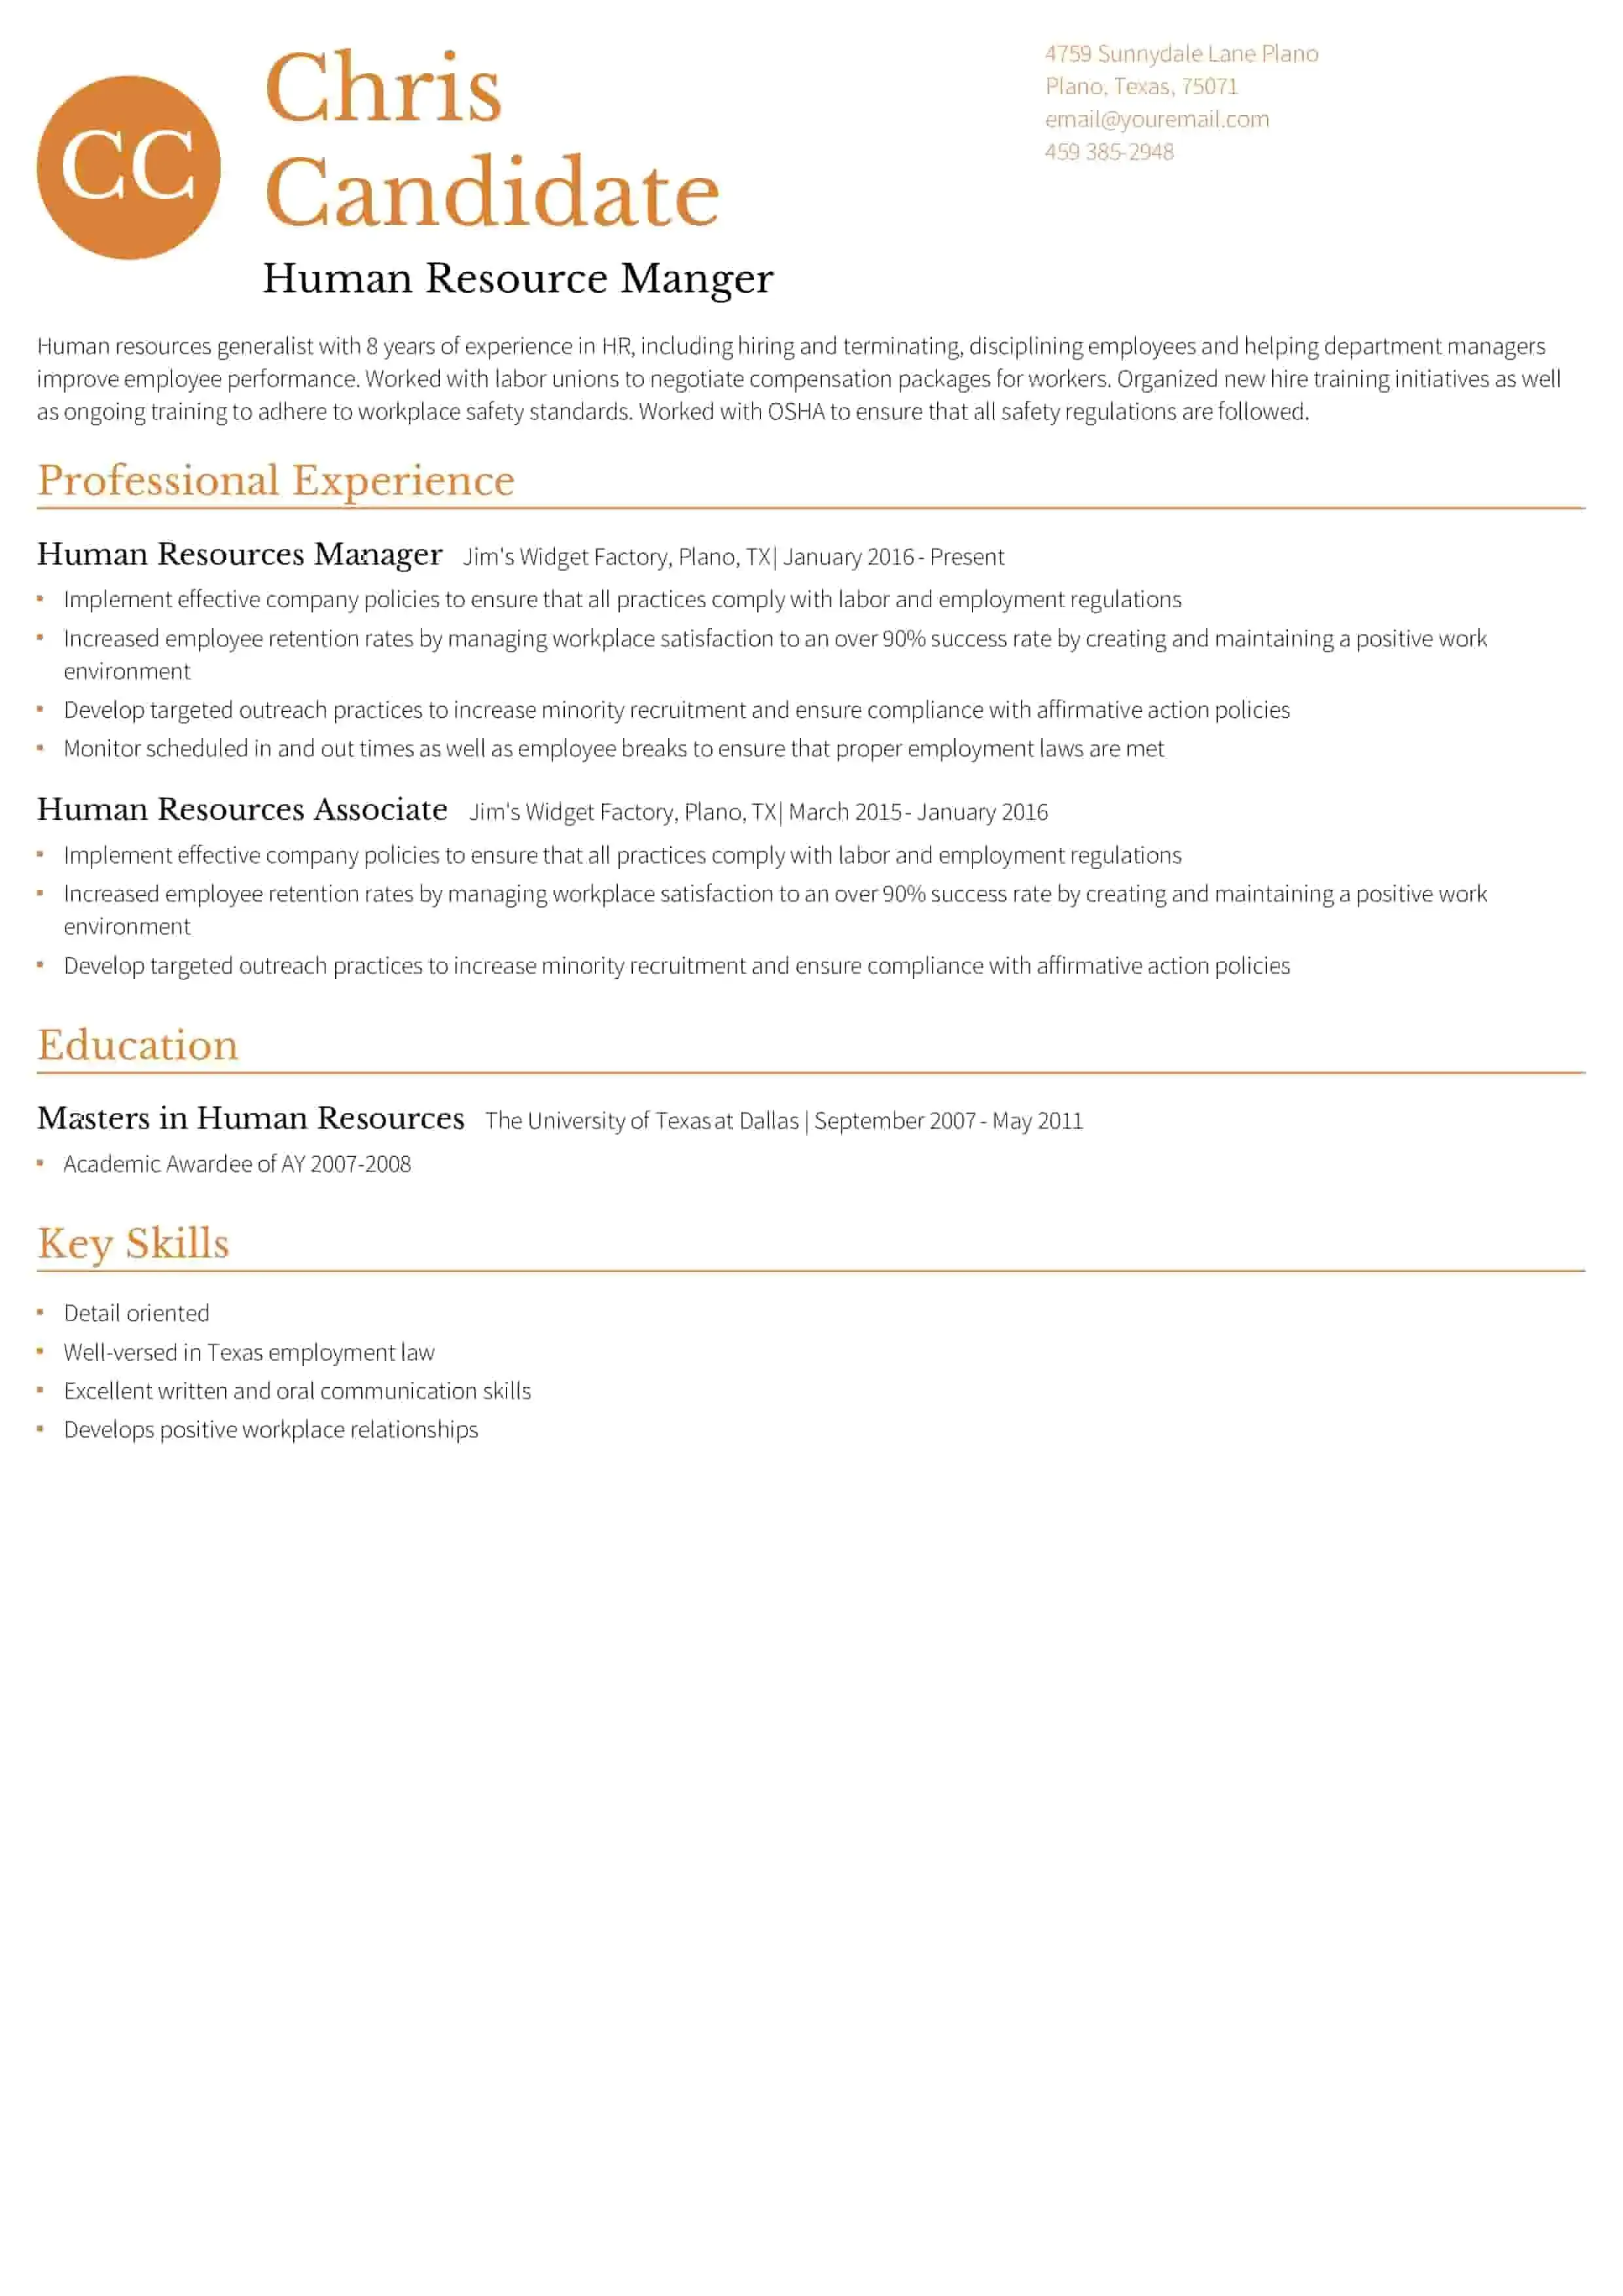 CC
Chris
Candidate
Human Resource Manger
4759 Sunnydale Lane Plano
Plano, Texas, 75071
email@youremail.com
459 385-2948
Human resources generalist with 8 years of experience in HR, including hiring and terminating, disciplining employees and helping department managers
improve employee performance. Worked with labor unions to negotiate compensation packages for workers. Organized new hire training initiatives as well
as ongoing training to adhere to workplace safety standards. Worked with OSHA to ensure that all safety regulations are followed.
Professional Experience
Human Resources Manager Jim's Widget Factory, Plano, TX| January 2016 - Present
▪ Implement effective company policies to ensure that all practices comply with labor and employment regulations
▪ Increased employee retention rates by managing workplace satisfaction to an over 90% success rate by creating and maintaining a positive work
environment
▪ Develop targeted outreach practices to increase minority recruitment and ensure compliance with affirmative action policies
▪ Monitor scheduled in and out times as well as employee breaks to ensure that proper employment laws are met
Human Resources Associate Jim's Widget Factory, Plano, TX| March 2015 - January 2016
▪ Implement effective company policies to ensure that all practices comply with labor and employment regulations
▪ Increased employee retention rates by managing workplace satisfaction to an over 90% success rate by creating and maintaining a positive work
environment
▪ Develop targeted outreach practices to increase minority recruitment and ensure compliance with affirmative action policies
Education
Masters in Human Resources The University of Texas at Dallas | September 2007 - May 2011
▪ Academic Awardee of AY 2007-2008
Key Skills
▪ Detail oriented
▪ Well-versed in Texas employment law
▪ Excellent written and oral communication skills
▪ Develops positive workplace relationships